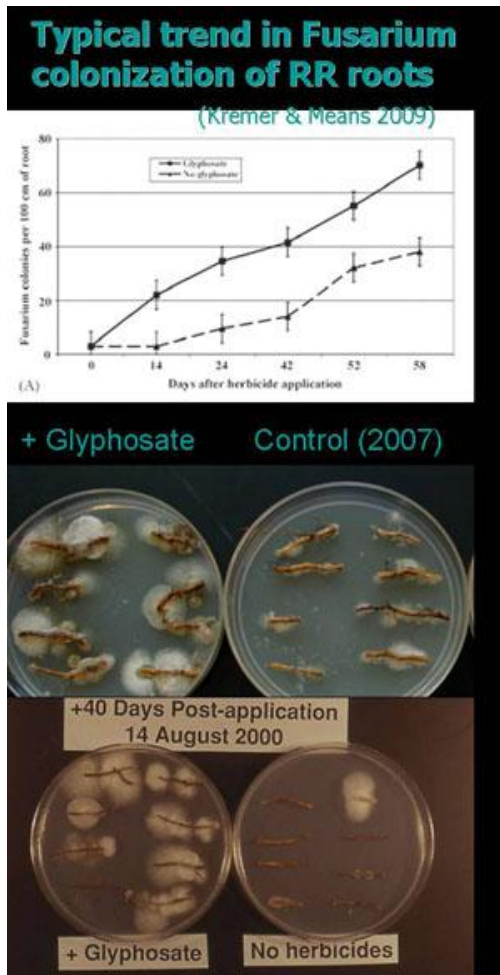 Typical trend in Fusarium
colonization of RR roots
(Kremer & Means 2009)
80
60
40
20
0
Fusarium colonies per 100 cm of root
Glyphosate
No glyphosate
0 14 24 42 52 58
(A)
Days after herbicide application
+ Glyphosate Control (2007)
+40 Days Post-application
14 August 2000
+ Glyphosate No herbicides